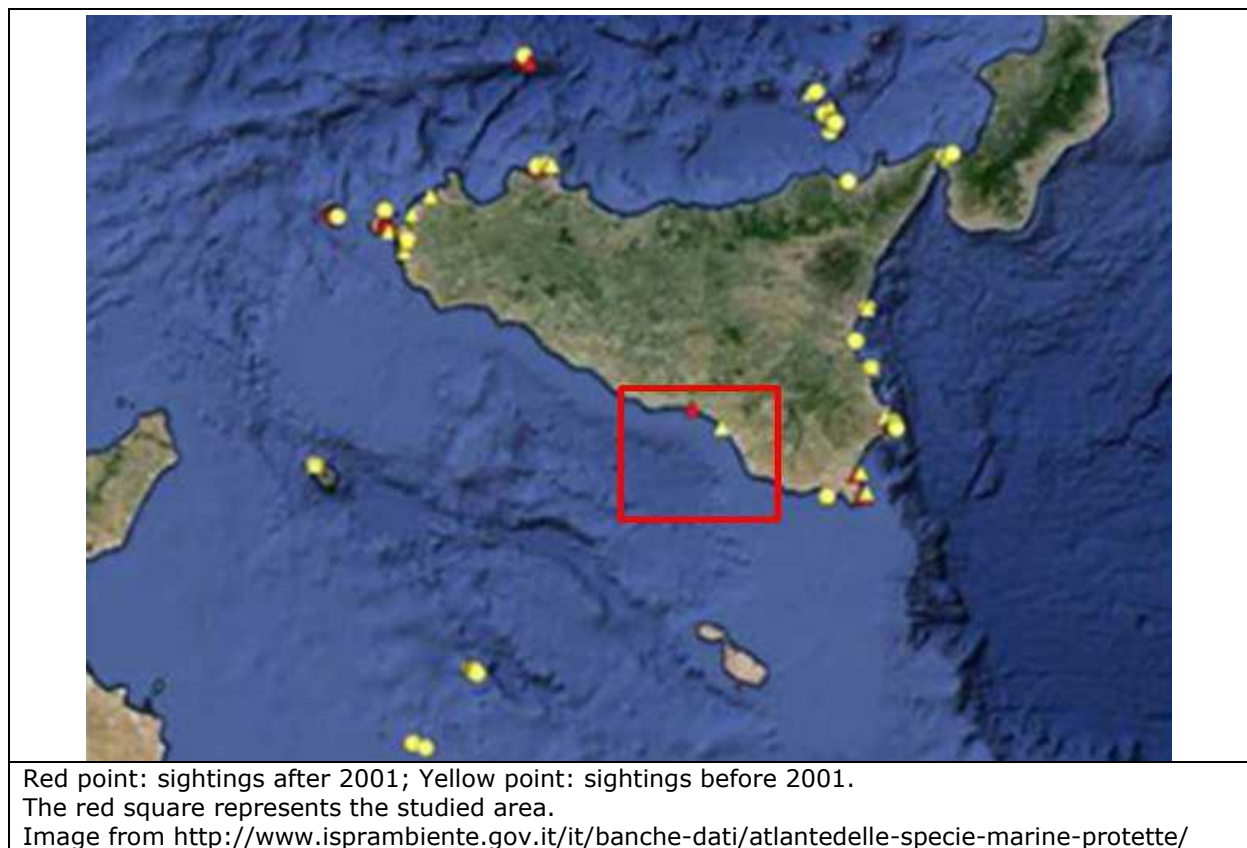 Red point: sightings after 2001; Yellow point: sightings before 2001.
The red square represents the studied area.
Image from http://www.isprambiente.gov.it/it/banche-dati/atlantedelle-specie-marine-protette/